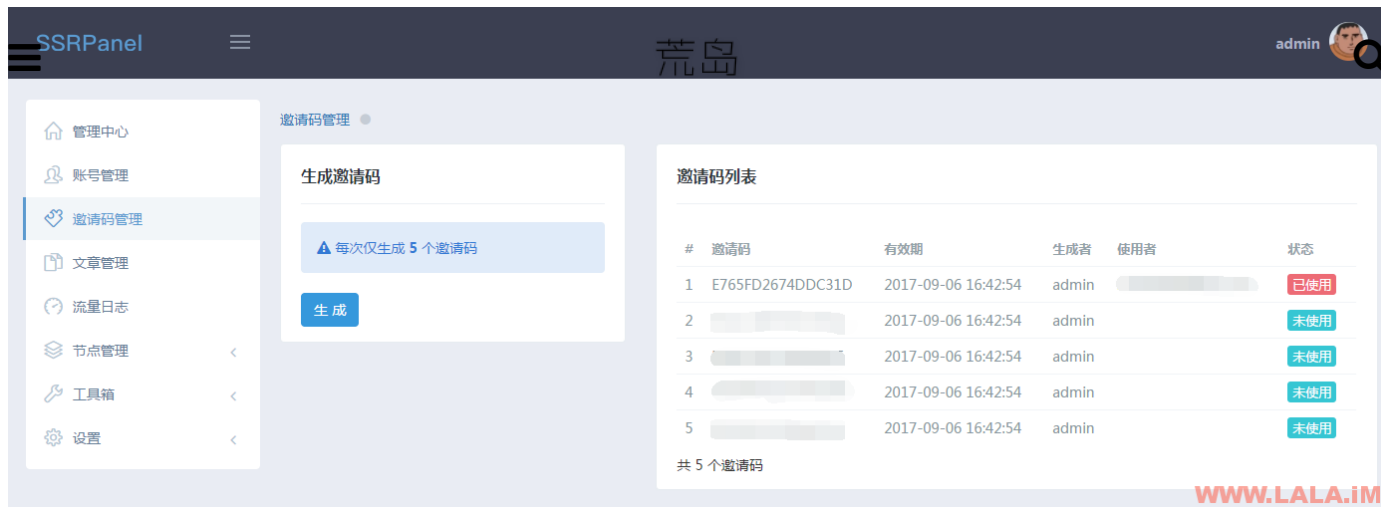 SSRPanel
荒岛
admin
管理中心
账号管理
邀请码管理
文章管理
流量日志
节点管理
工具箱
设置
邀请码管理
生成邀请码
每次仅生成 5 个邀请码
生 成
邀请码列表
# 邀请码 有效期 生成者 使用者 状态
1 E765FD2674DDC31D 2017-09-06 16:42:54 admin 已使用
2 2017-09-06 16:42:54 admin 未使用
3 2017-09-06 16:42:54 admin 未使用
4 2017-09-06 16:42:54 admin 未使用
5 2017-09-06 16:42:54 admin 未使用
共 5 个邀请码
WWW.LALA.iM